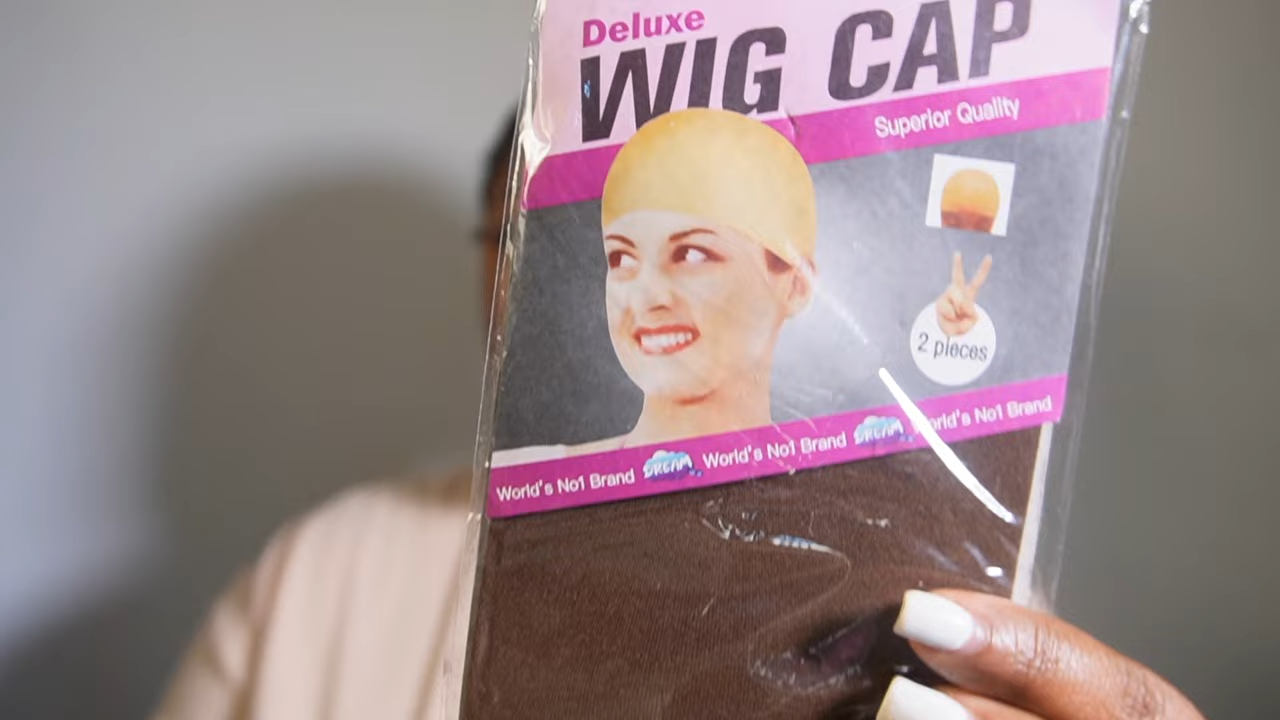 Deluxe
WIG CAP
Superior Quality
2 pieces
World's No1 Brand DREAM World's No1 Brand DREAM World's No1 Brand